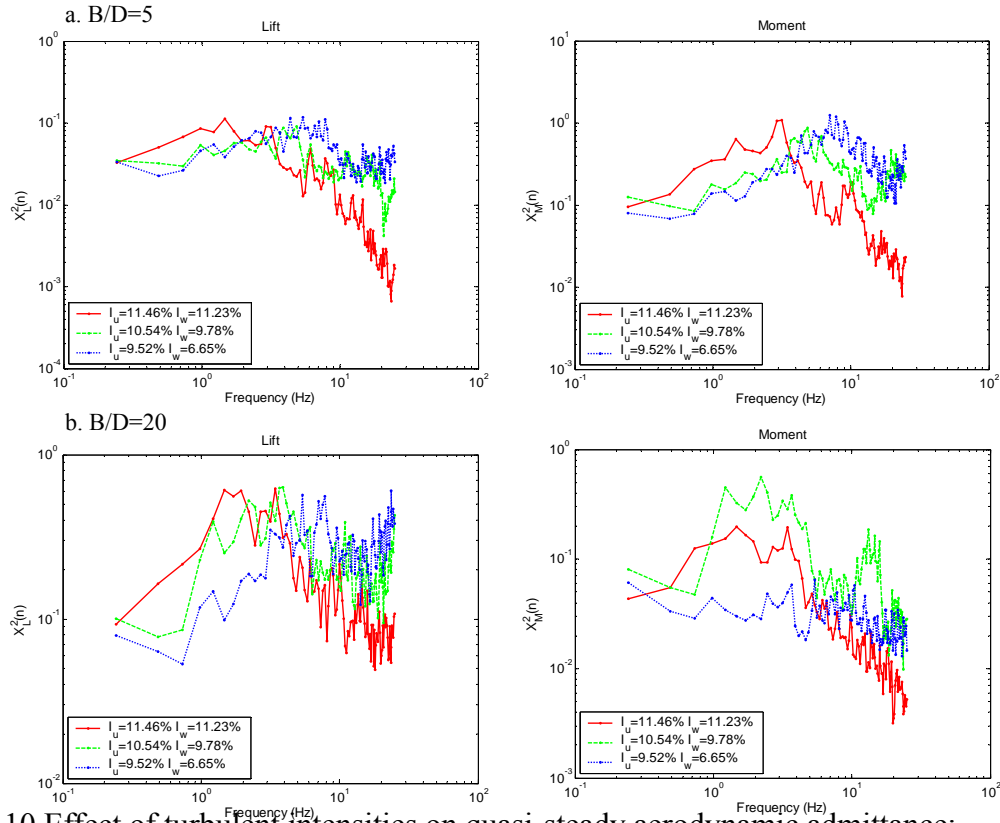 a. B/D=5
Lift
10^0
10^-1
10^-2
10^-3
10^-4
X_L^2(n)
I_u=11.46% I_w=11.23%
I_u=10.54% I_w=9.78%
I_u=9.52% I_w=6.65%
10^-1 10^0 10^1 10^2
Frequency (Hz)
Moment
10^1
10^0
10^-1
10^-2
10^-3
X_M^2(n)
I_u=11.46% I_w=11.23%
I_u=10.54% I_w=9.78%
I_u=9.52% I_w=6.65%
10^-1 10^0 10^1 10^2
Frequency (Hz)
b. B/D=20
Lift
10^0
10^-1
10^-2
X_L^2(n)
I_u=11.46% I_w=11.23%
I_u=10.54% I_w=9.78%
I_u=9.52% I_w=6.65%
10^-1 10^0 10^1 10^2
Frequency (Hz)
Moment
10^0
10^-1
10^-2
10^-3
X_M^2(n)
I_u=11.46% I_w=11.23%
I_u=10.54% I_w=9.78%
I_u=9.52% I_w=6.65%
10^-1 10^0 10^1 10^2
Frequency (Hz)
10 Effect of turbulent intensities on quasi-steady aerodynamic admittance: